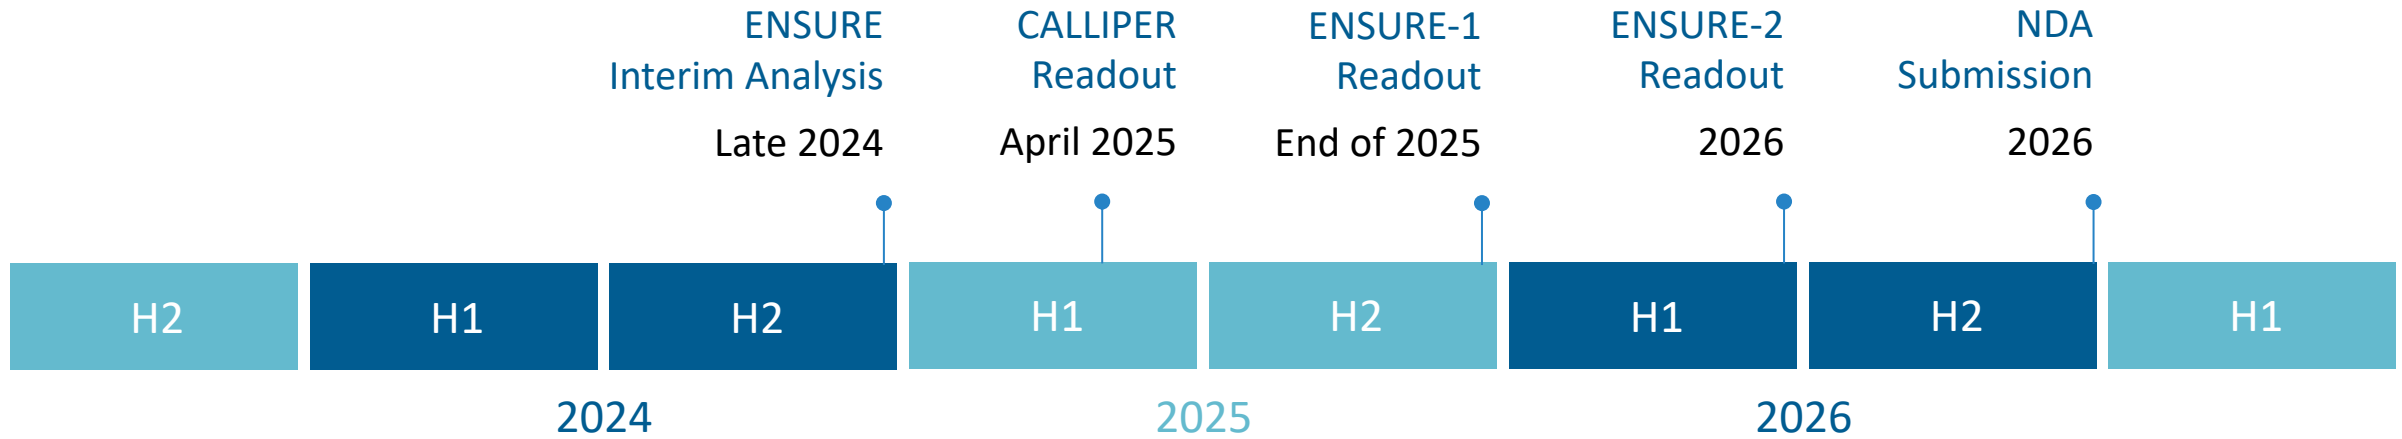 ENSURE
Interim Analysis
Late 2024
CALLIPER
Readout
April 2025
ENSURE-1
Readout
End of 2025
ENSURE-2
Readout
2026
NDA
Submission
2026
H2
H1
H2
H1
H2
H1
H2
H1
2024
2025
2026